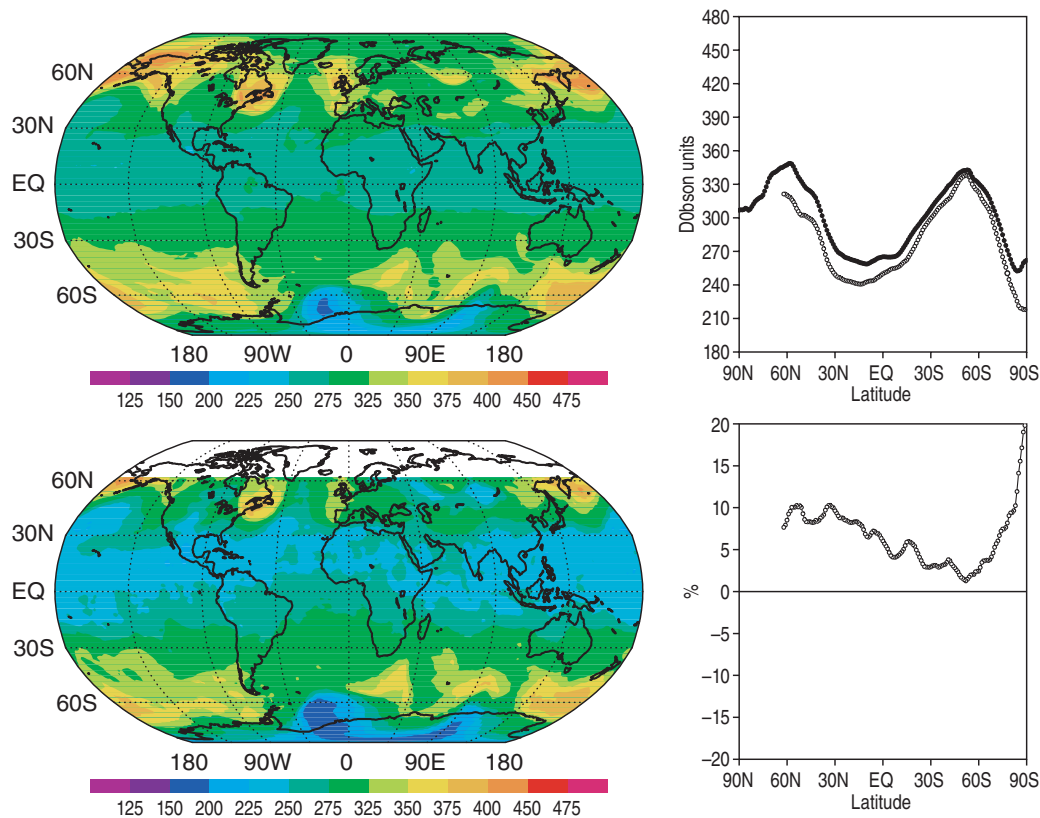 60N
30N
EQ
30S
60S
180 90W 0 90E 180
125 150 200 225 250 275 325 350 375 400 450 475
480
450
420
390
360
330
300
270
240
210
180
D0bson units
90N 60N 30N EQ 30S 60S 90S
Latitude
60N
30N
EQ
30S
60S
180 90W 0 90E 180
125 150 200 225 250 275 325 350 375 400 450 475
20
15
10
5
0
−5
−10
−15
−20
%
90N 60N 30N EQ 30S 60S 90S
Latitude